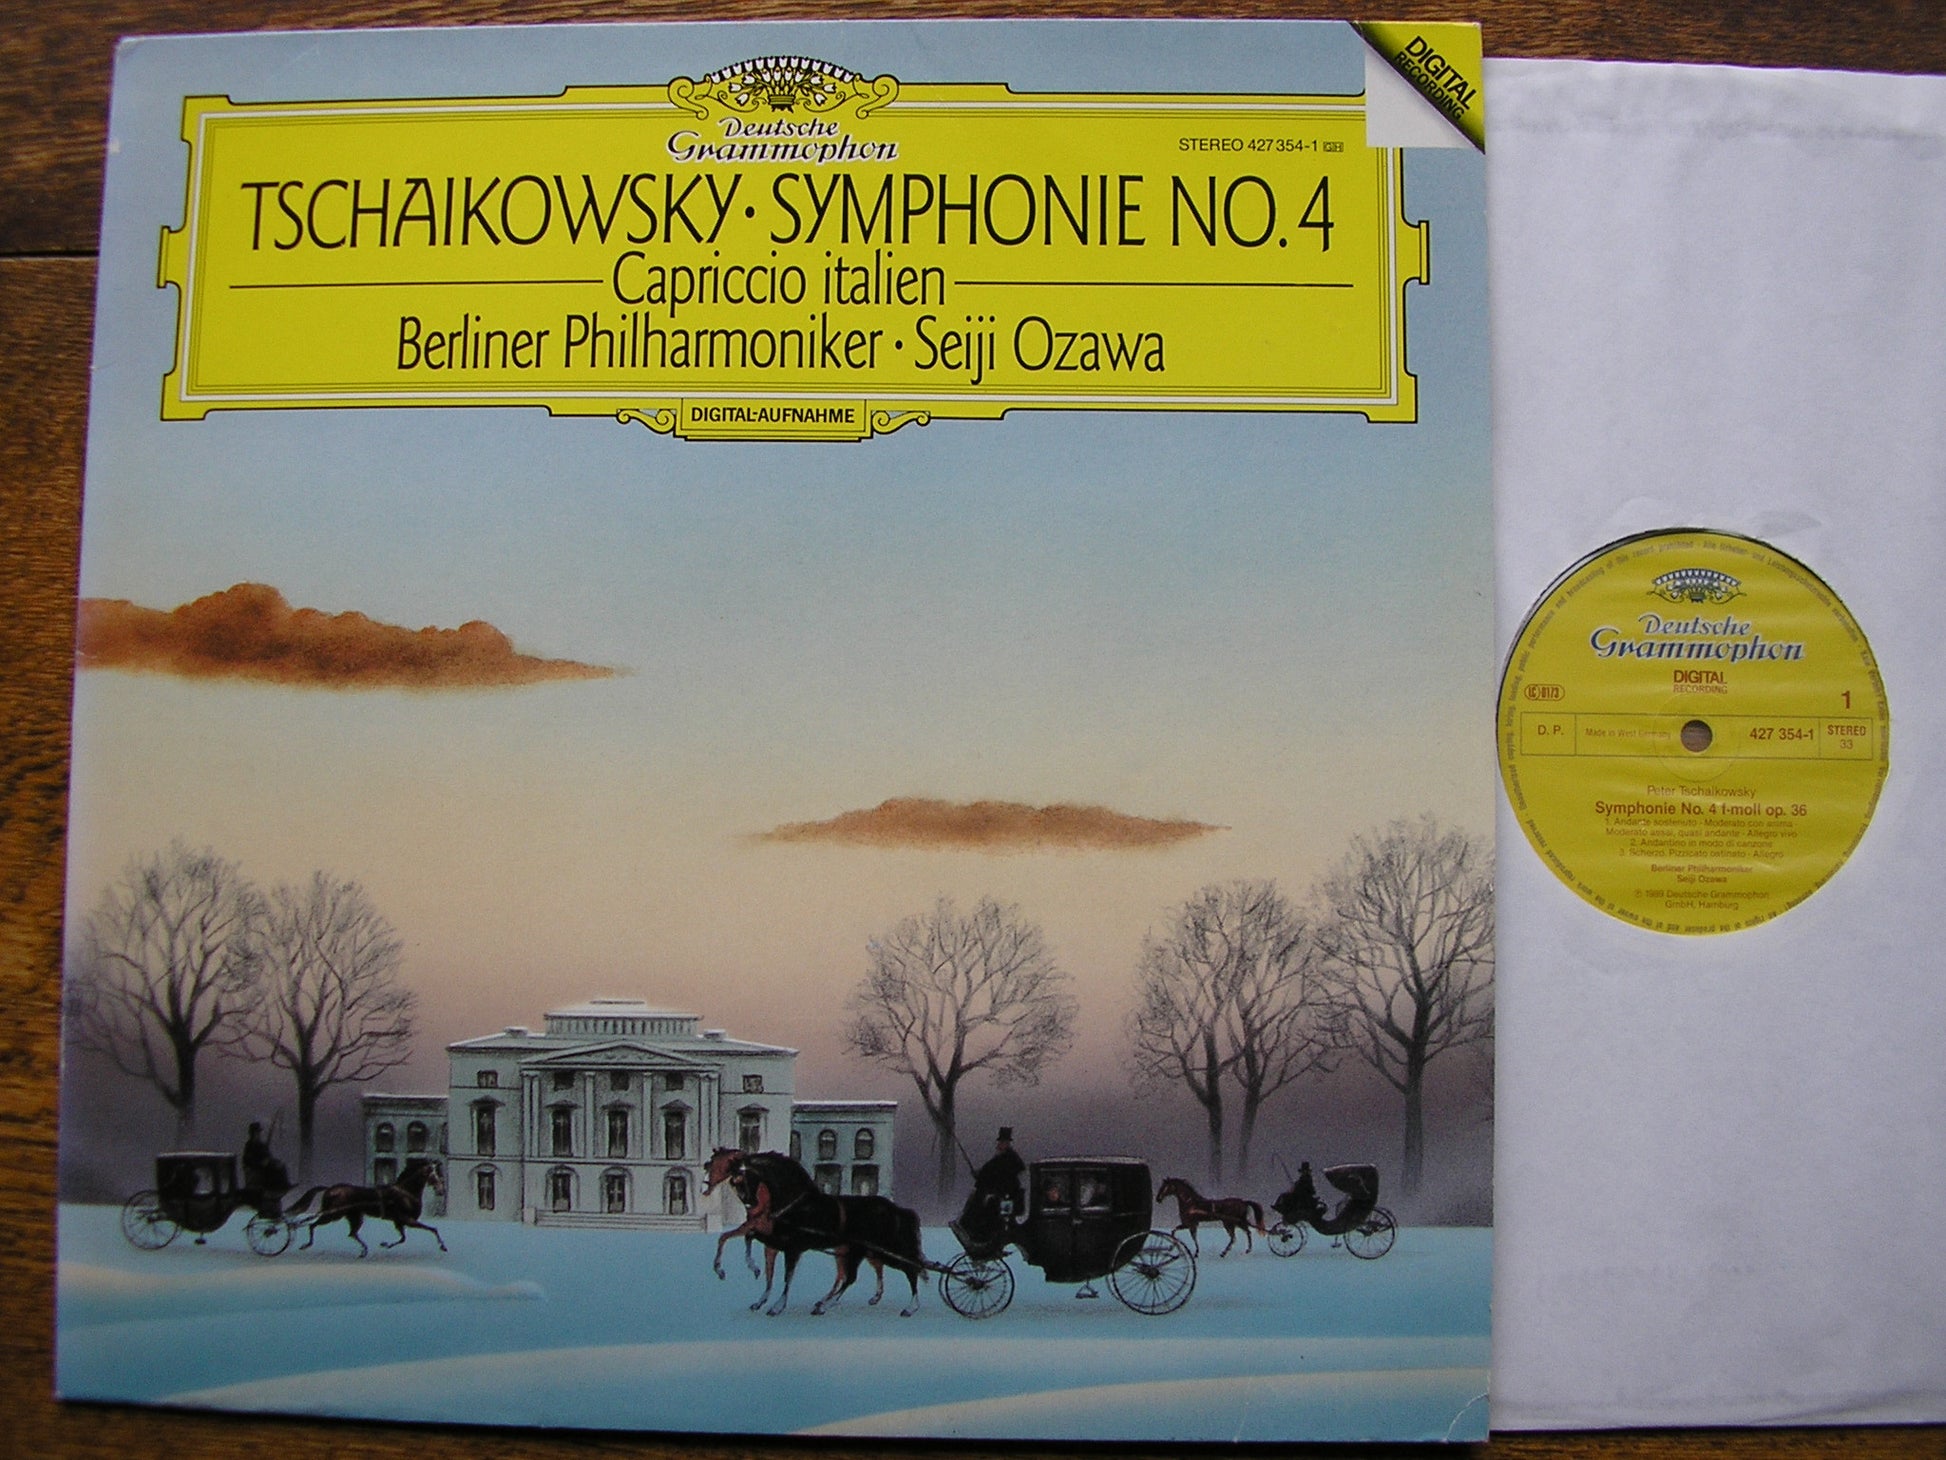 DIGITAL
RECORDING
Deutsche
Grammophon
STEREO 427 354-1 GH
TSCHAIKOWSKY · SYMPHONIE NO. 4
Capriccio italien
Berliner Philharmoniker · Seiji Ozawa
DIGITAL-AUFNAHME
Deutsche
Grammophon
DIGITAL
RECORDING
LC 0173
1
D. P.
Made in West Germany
427 354-1
STEREO
33
Peter Tschaikowsky
Symphonie No. 4 f-moll op. 36
1. Andante sostenuto · Moderato con anima
Moderato assai, quasi andante · Allegro vivo
2. Andantino in modo di canzone
3. Scherzo. Pizzicato ostinato · Allegro
Berliner Philharmoniker
Seiji Ozawa
℗ 1989 Deutsche Grammophon
GmbH, Hamburg